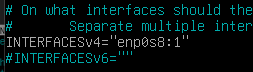 # On what interfaces should the
#       Separate multiple inter
INTERFACESv4="enp0s8:1"
#INTERFACESv6=""